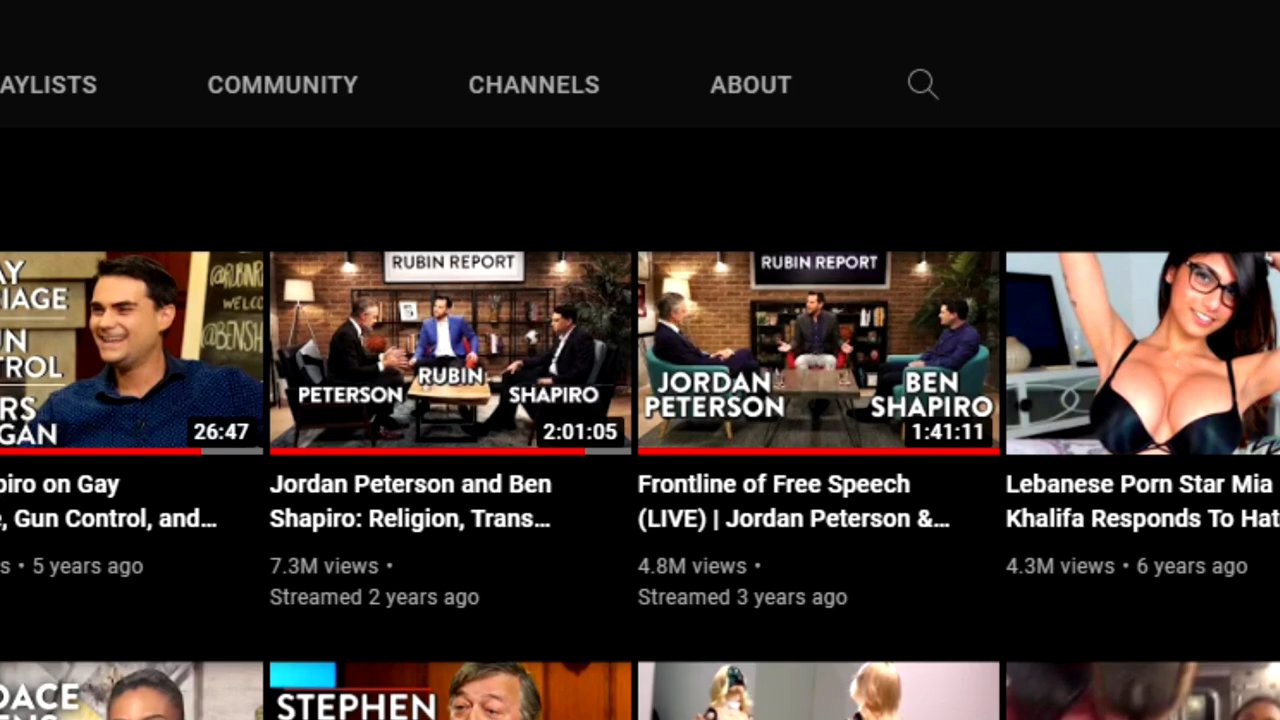 AYLISTS
COMMUNITY
CHANNELS
ABOUT
AY
IAGE
UN
TROL
RS
GAN
WELCO
@BENSH
26:47
RUBIN REPORT
PETERSON
RUBIN
SHAPIRO
2:01:05
RUBIN REPORT
JORDAN
PETERSON
BEN
SHAPIRO
1:41:11
piro on Gay
e, Gun Control, and...
s • 5 years ago
Jordan Peterson and Ben
Shapiro: Religion, Trans...
7.3M views •
Streamed 2 years ago
Frontline of Free Speech
(LIVE) | Jordan Peterson &...
4.8M views •
Streamed 3 years ago
Lebanese Porn Star Mia
Khalifa Responds To Hat
4.3M views • 6 years ago
DACE
STEPHEN